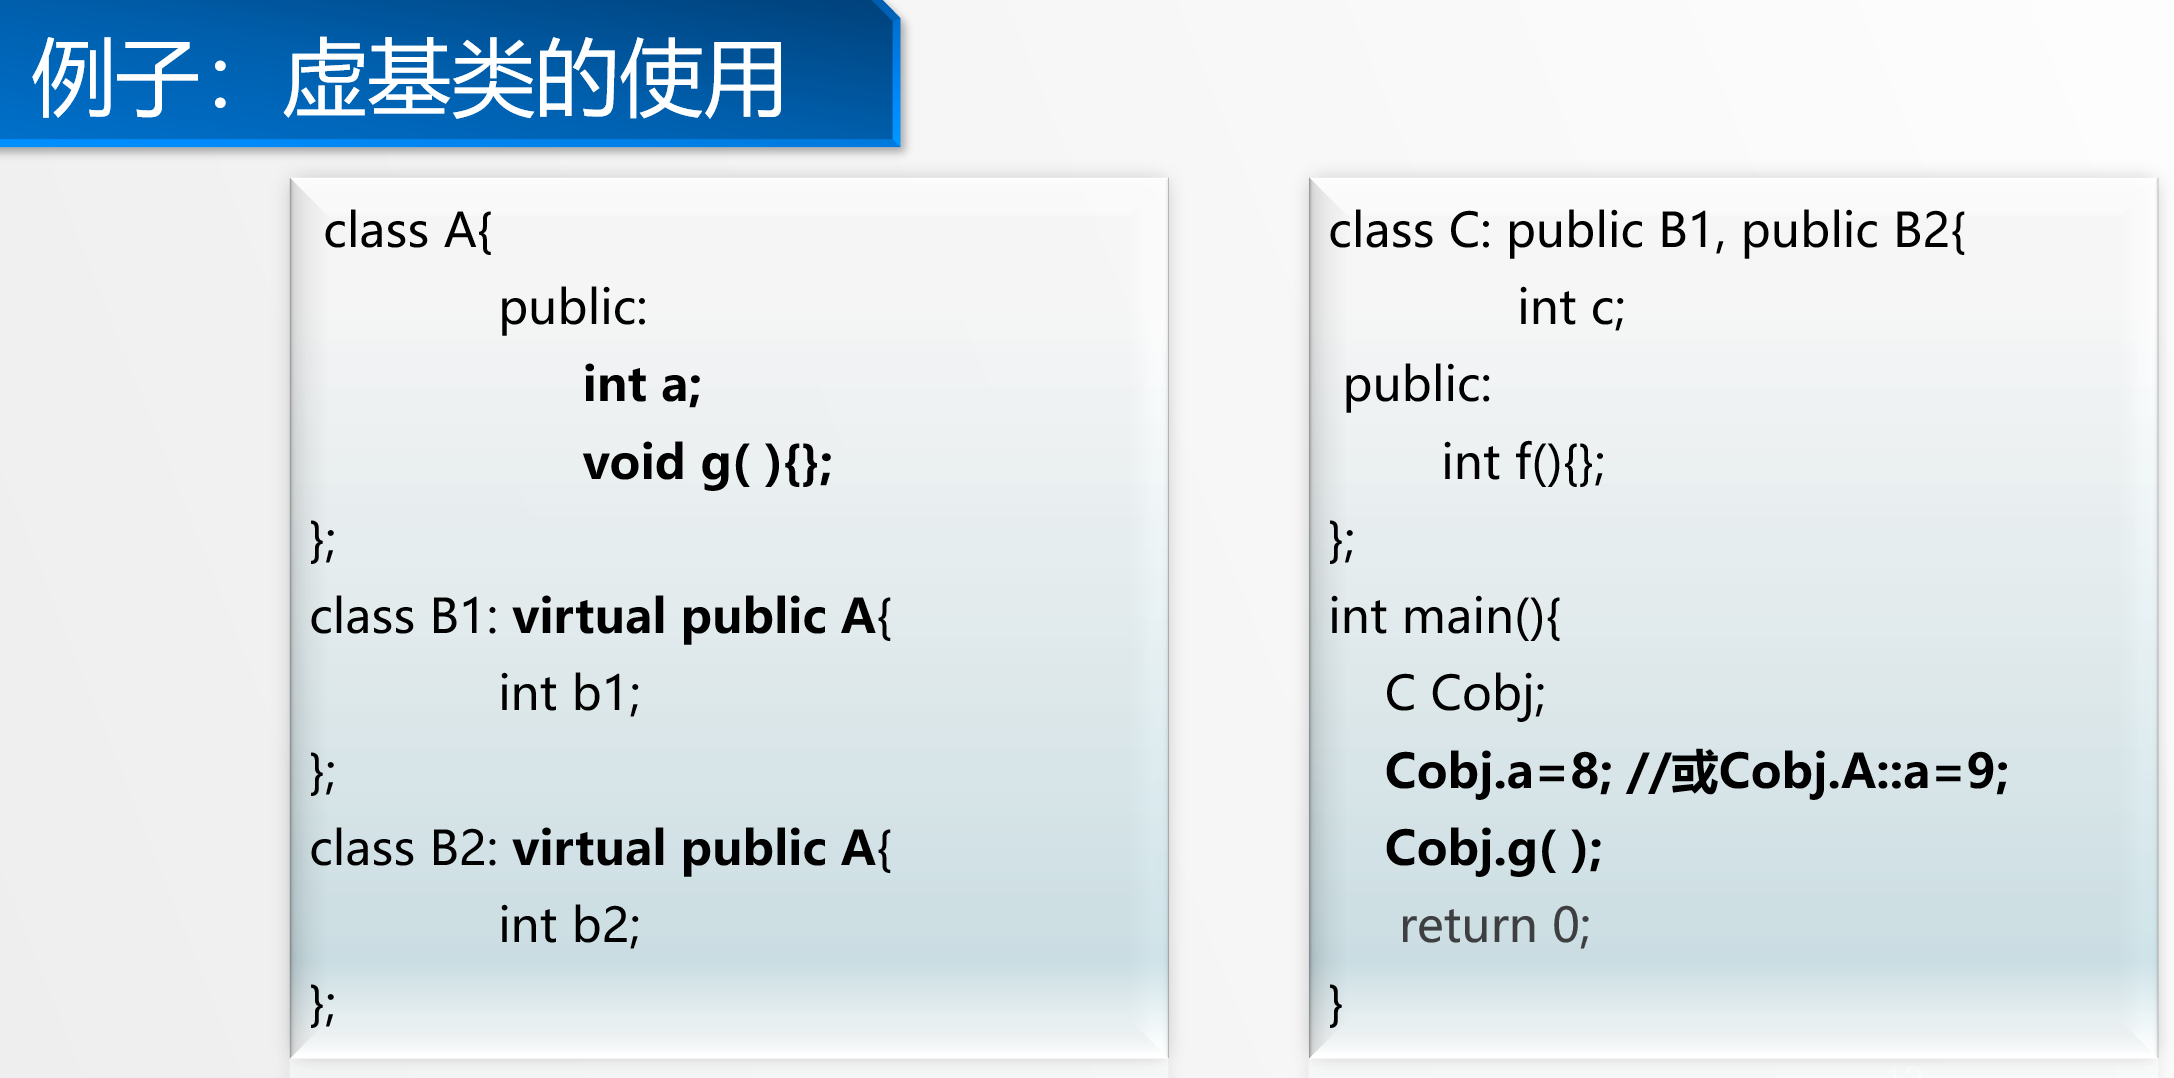 例子：虚基类的使用
class A{
public:
int a;
void g( ){};
};
class B1: virtual public A{
int b1;
};
class B2: virtual public A{
int b2;
};
class C: public B1, public B2{
int c;
public:
int f(){};
};
int main(){
C Cobj;
Cobj.a=8; //或Cobj.A::a=9;
Cobj.g( );
return 0;
}